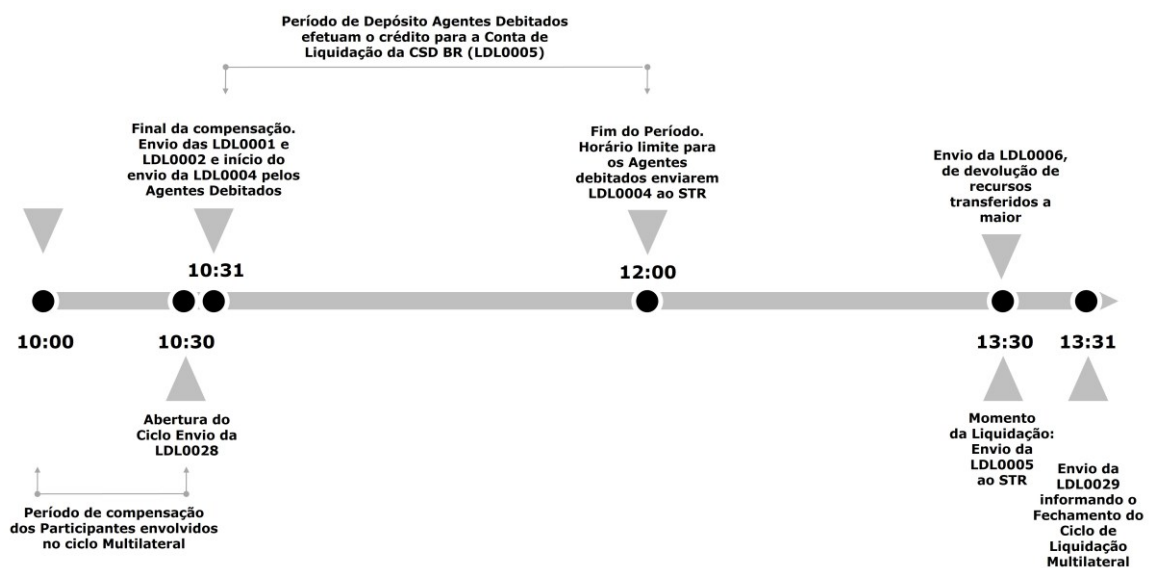 Período de Depósito Agentes Debitados
efetuam o crédito para a Conta de
Liquidação da CSD BR (LDL0005)
Final da compensação.
Envio das LDL0001 e
LDL0002 e início do
envio da LDL0004 pelos
Agentes Debitados
Fim do Período.
Horário limite para
os Agentes
debitados enviarem
LDL0004 ao STR
Envio da LDL0006,
de devolução de
recursos
transferidos a
maior
10:31
12:00
10:00
10:30
13:30
13:31
Abertura do
Ciclo Envio da
LDL0028
Momento
da Liquidação:
Envio da
LDL0005
ao STR
Envio da
LDL0029
informando o
Fechamento do
Ciclo de
Liquidação
Multilateral
Período de compensação
dos Participantes envolvidos
no ciclo Multilateral